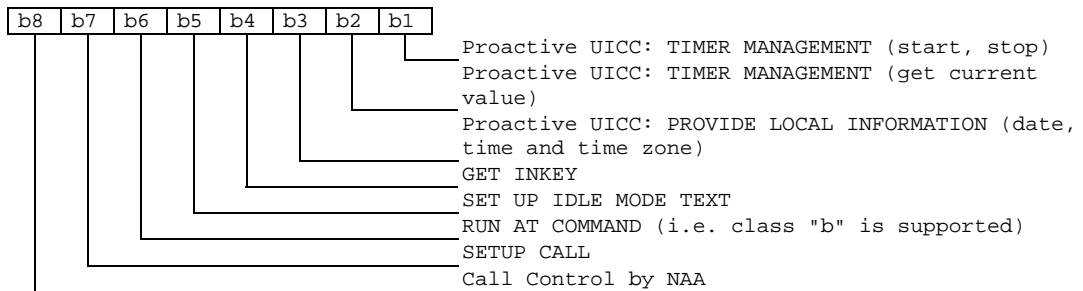 b8 b7 b6 b5 b4 b3 b2 b1
Proactive UICC: TIMER MANAGEMENT (start, stop)
Proactive UICC: TIMER MANAGEMENT (get current
value)
Proactive UICC: PROVIDE LOCAL INFORMATION (date,
time and time zone)
GET INKEY
SET UP IDLE MODE TEXT
RUN AT COMMAND (i.e. class "b" is supported)
SETUP CALL
Call Control by NAA